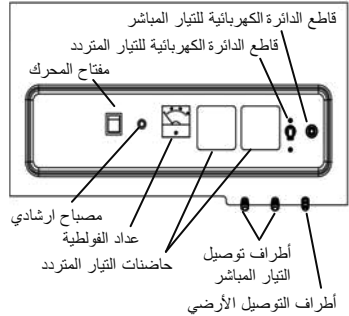 قاطع الدائرة الكهربائية للتيار المباشر
قاطع الدائرة الكهربائية للتيار المتردد
مفتاح المحرك
مصباح ارشادي
عداد الفولطية
حاضنات التيار المتردد
أطراف توصيل
التيار المباشر
أطراف التوصيل الأرضي